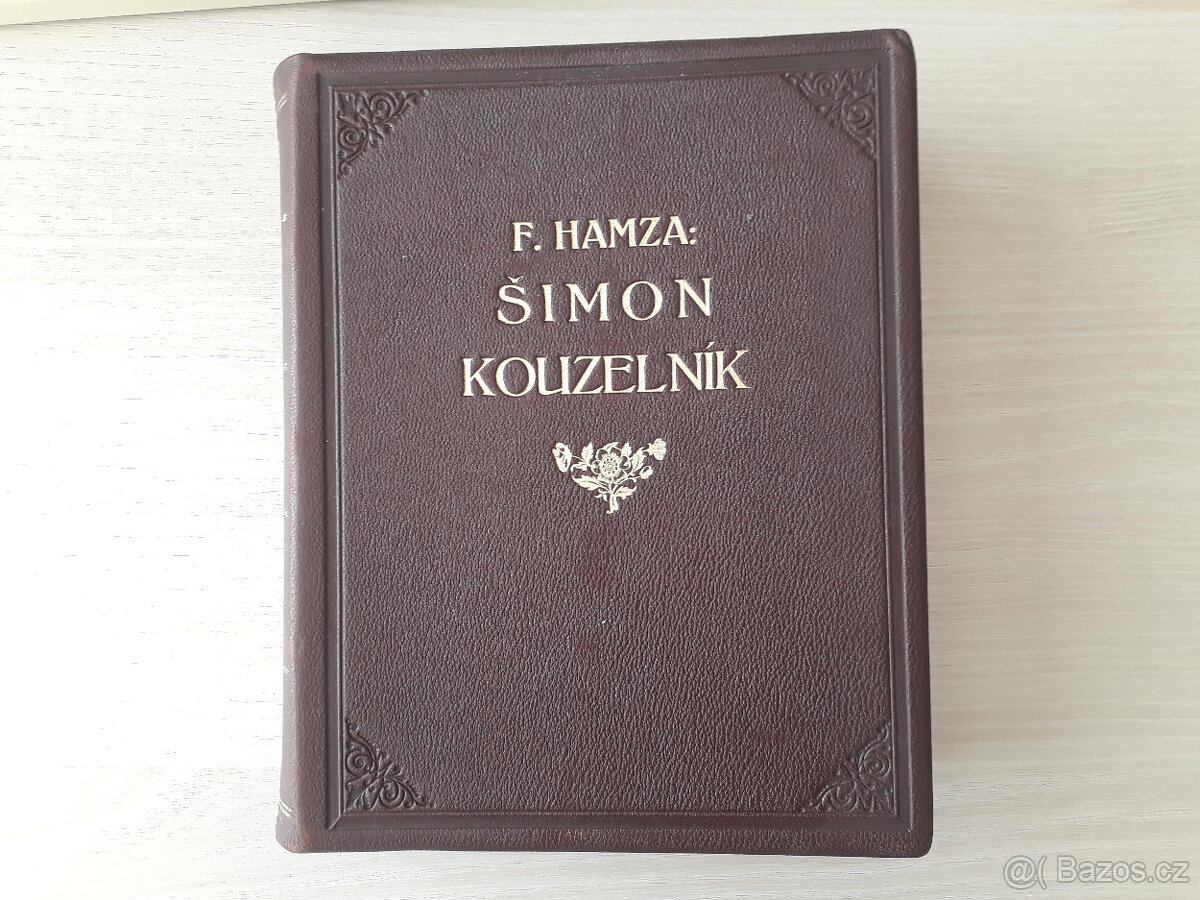 F. HAMZA:
ŠIMON
KOUZELNÍK
@( Bazos.cz